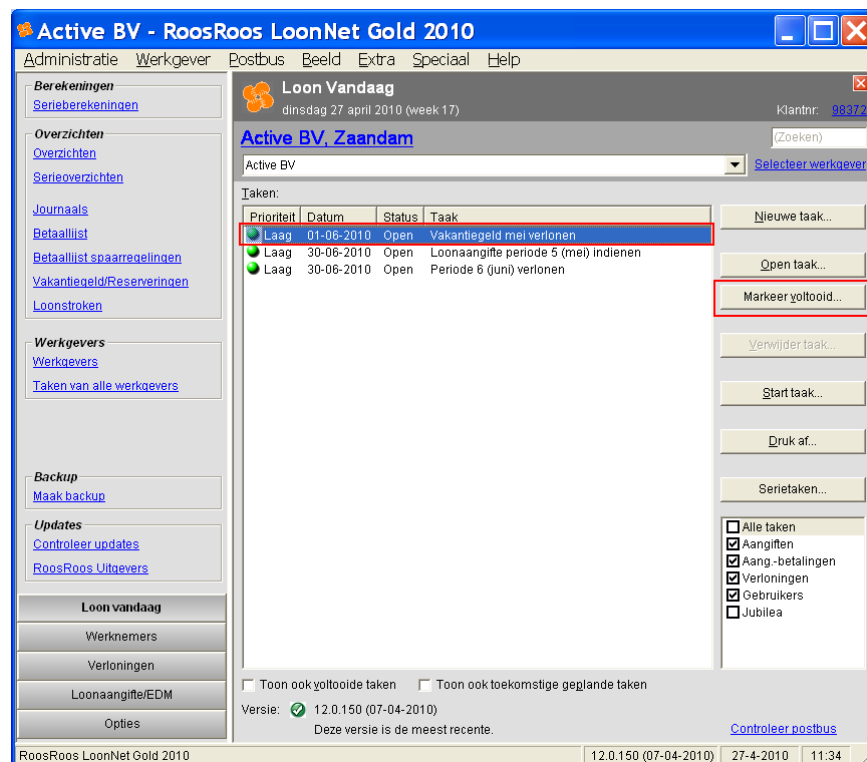 Active BV - RoosRoos LoonNet Gold 2010
Administratie Werkgever Postbus Beeld Extra Speciaal Help
Berekeningen
Serieberekeningen
Overzichten
Overzichten
Serieoverzichten
Journaals
Betaallijst
Betaallijst spaarregelingen
Vakantiegeld/Reserveringen
Loonstroken
Werkgevers
Werkgevers
Taken van alle werkgevers
Backup
Maak backup
Updates
Controleer updates
RoosRoos Uitgevers
Loon vandaag
Werknemers
Verloningen
Loonaangifte/EDM
Opties
Loon Vandaag
dinsdag 27 april 2010 (week 17)
Klantnr: 98372
Active BV, Zaandam
(Zoeken)
Active BV
Selecteer werkgever
Taken:
Prioriteit Datum Status Taak
Laag 01-06-2010 Open Vakantiegeld mei verlonen
Laag 30-06-2010 Open Loonaangifte periode 5 (mei) indienen
Laag 30-06-2010 Open Periode 6 (juni) verlonen
Nieuwe taak...
Open taak...
Markeer voltooid...
Verwijder taak...
Start taak...
Druk af...
Serietaken...
Alle taken
Aangiften
Aang.-betalingen
Verloningen
Gebruikers
Jubilea
Toon ook voltooide taken Toon ook toekomstige geplande taken
Versie: 12.0.150 (07-04-2010)
Deze versie is de meest recente.
Controleer postbus
RoosRoos LoonNet Gold 2010 12.0.150 (07-04-2010) 27-4-2010 11:34